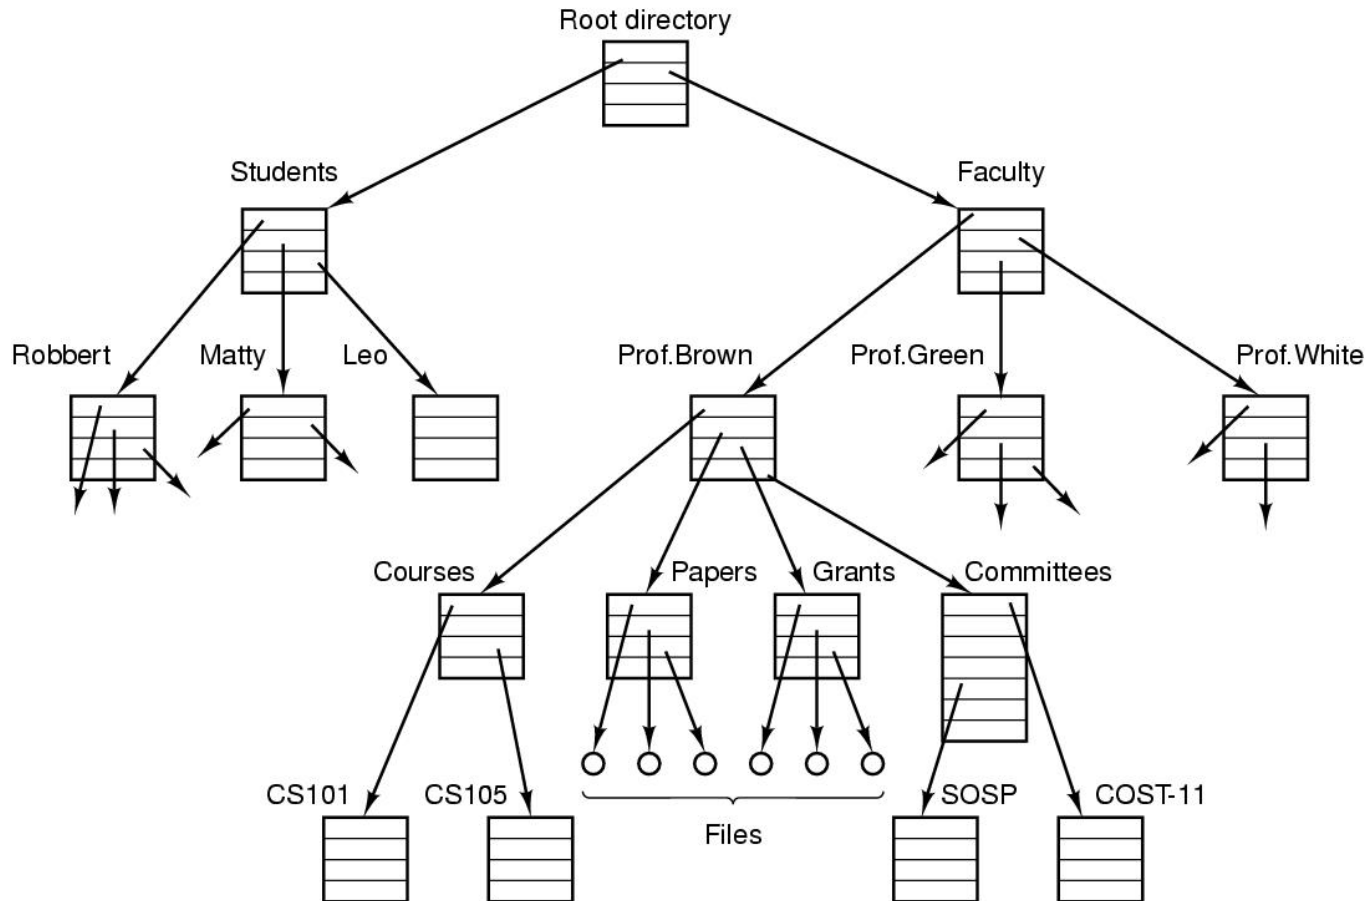 Root directory
Students
Faculty
Robbert
Matty
Leo
Prof.Brown
Prof.Green
Prof.White
Courses
Papers
Grants
Committees
CS101
CS105
SOSP
COST-11
Files